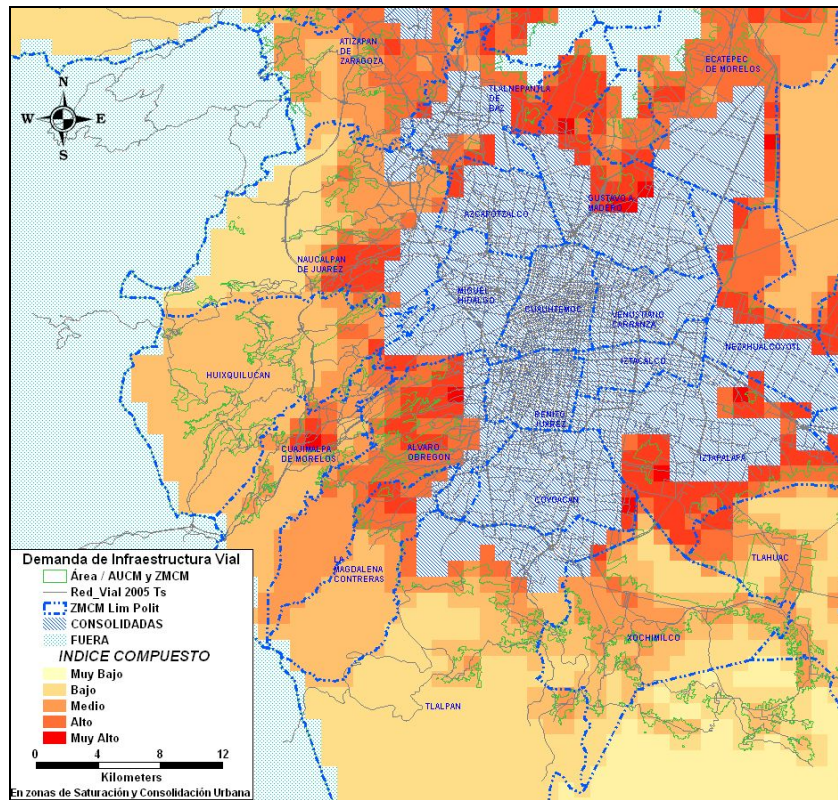 ATIZAPAN
DE
ZARAGOZA
ECATEPEC
DE MORELOS
TLALNEPANTLA
DE
BAZ
N
W
E
S
GUSTAVO A.
MADERO
AZCAPOTZALCO
NAUCALPAN
DE JUAREZ
MIGUEL
HIDALGO
CUAUHTEMOC
VENUSTIANO
CARRANZA
NEZAHUALCOYOTL
IZTACALCO
HUIXQUILUCAN
BENITO
JUAREZ
CUAJIMALPA
DE MORELOS
ALVARO
OBREGON
IZTAPALAPA
COYOACAN
LA
MAGDALENA
CONTRERAS
TLAHUAC
XOCHIMILCO
TLALPAN
Demanda de Infraestructura Vial
Área / AUCM y ZMCM
Red_Vial 2005 Ts
ZMCM Lim Polit
CONSOLIDADAS
FUERA
INDICE COMPUESTO
Muy Bajo
Bajo
Medio
Alto
Muy Alto
0 4 8 12
Kilometers
En zonas de Saturación y Consolidación Urbana